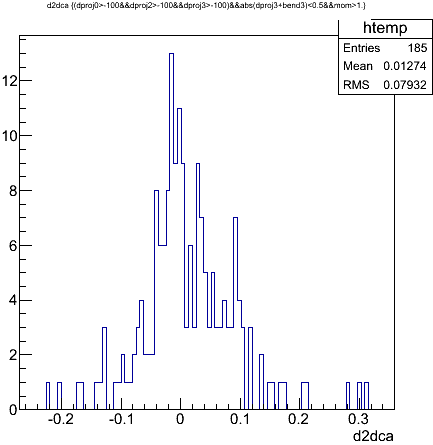 d2dca {(dproj0>-100&&dproj2>-100&&dproj3>-100)&&abs(dproj3+bend3)<0.5&&mom>1.}
htemp
Entries 185
Mean 0.01274
RMS 0.07932
12
10
8
6
4
2
0
-0.2 -0.1 0 0.1 0.2 0.3
d2dca